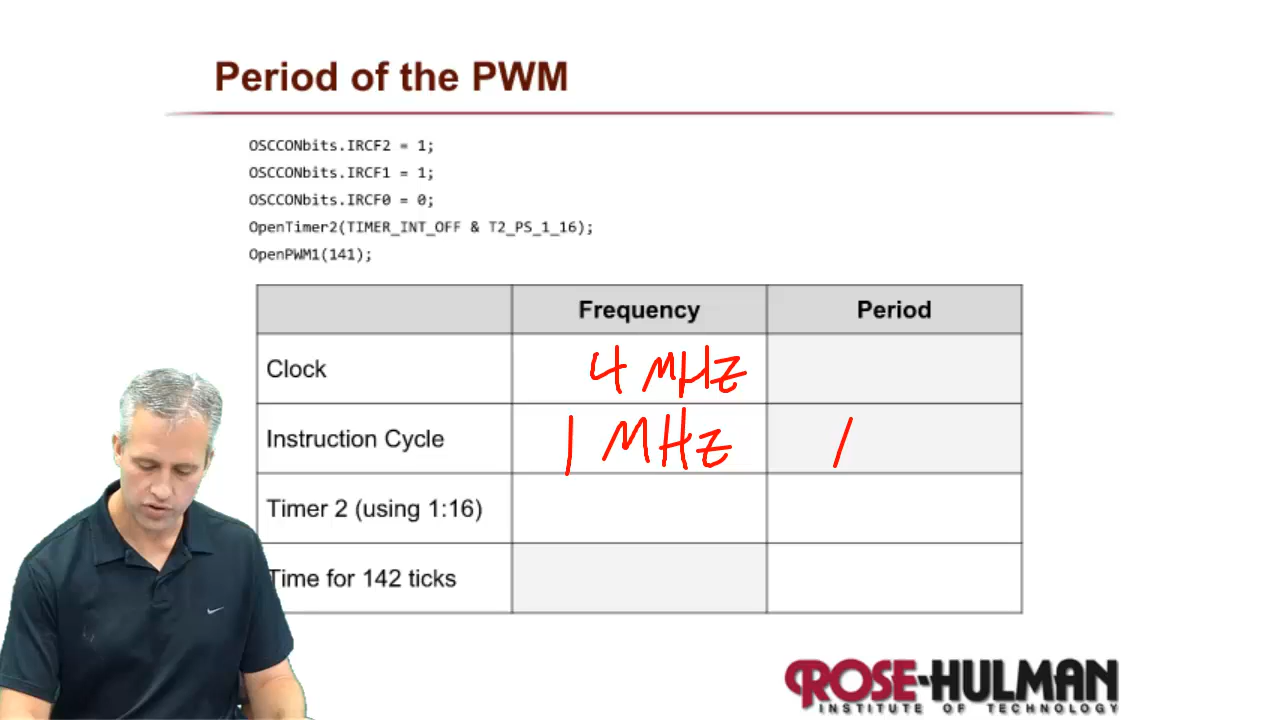 Period of the PWM
OSCCONbits.IRCF2 = 1;
OSCCONbits.IRCF1 = 1;
OSCCONbits.IRCF0 = 0;
OpenTimer2(TIMER_INT_OFF & T2_PS_1_16);
OpenPWM1(141);
Frequency Period
Clock 4 MHz
Instruction Cycle 1 MHz 1
Timer 2 (using 1:16)
Time for 142 ticks
ROSE-HULMAN
INSTITUTE OF TECHNOLOGY